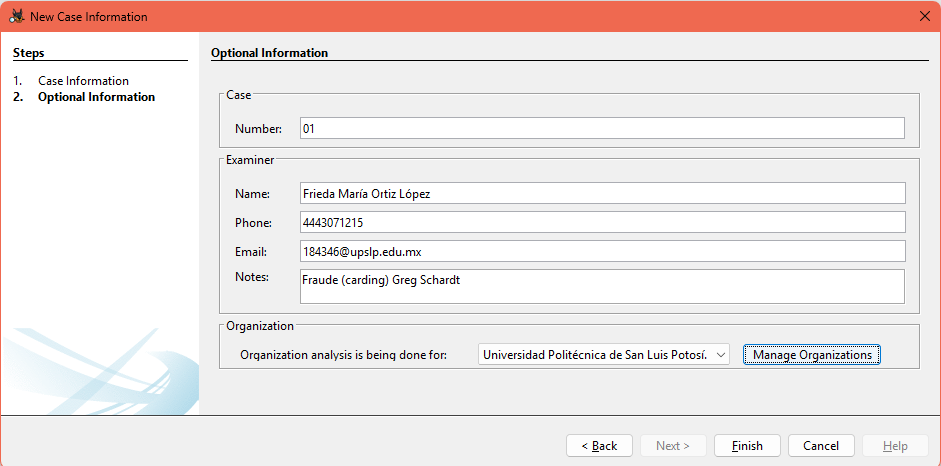 New Case Information
Steps
1. Case Information
2. Optional Information
Optional Information
Case
Number: 01
Examiner
Name: Frieda María Ortiz López
Phone: 4443071215
Email: 184346@upslp.edu.mx
Notes: Fraude (carding) Greg Schardt
Organization
Organization analysis is being done for: Universidad Politécnica de San Luis Potosí. Manage Organizations
< Back Next > Finish Cancel Help